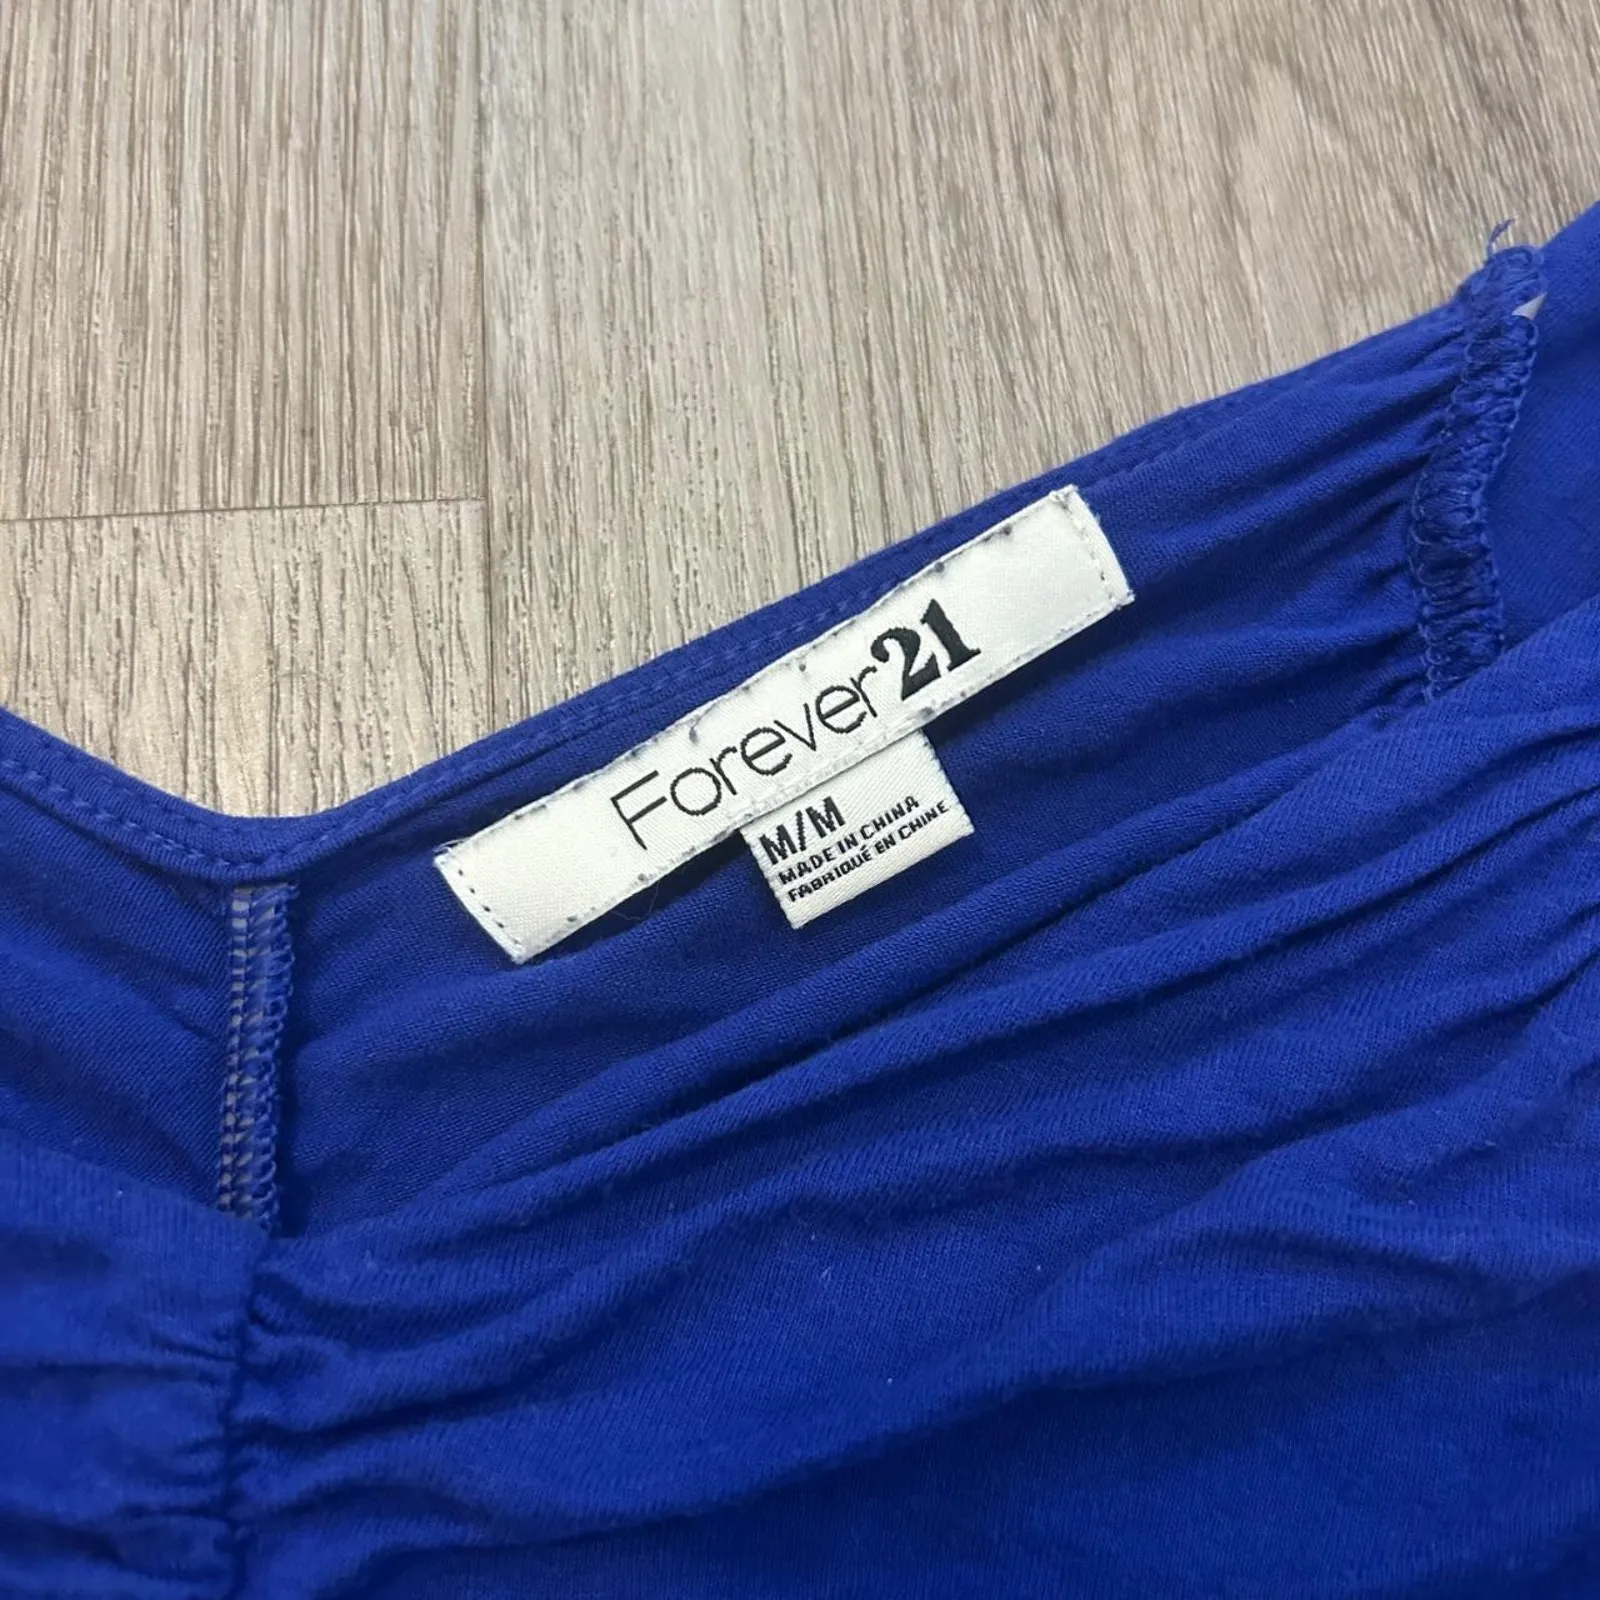 Forever21
M/M
MADE IN CHINA
FABRIQUÉ EN CHINE